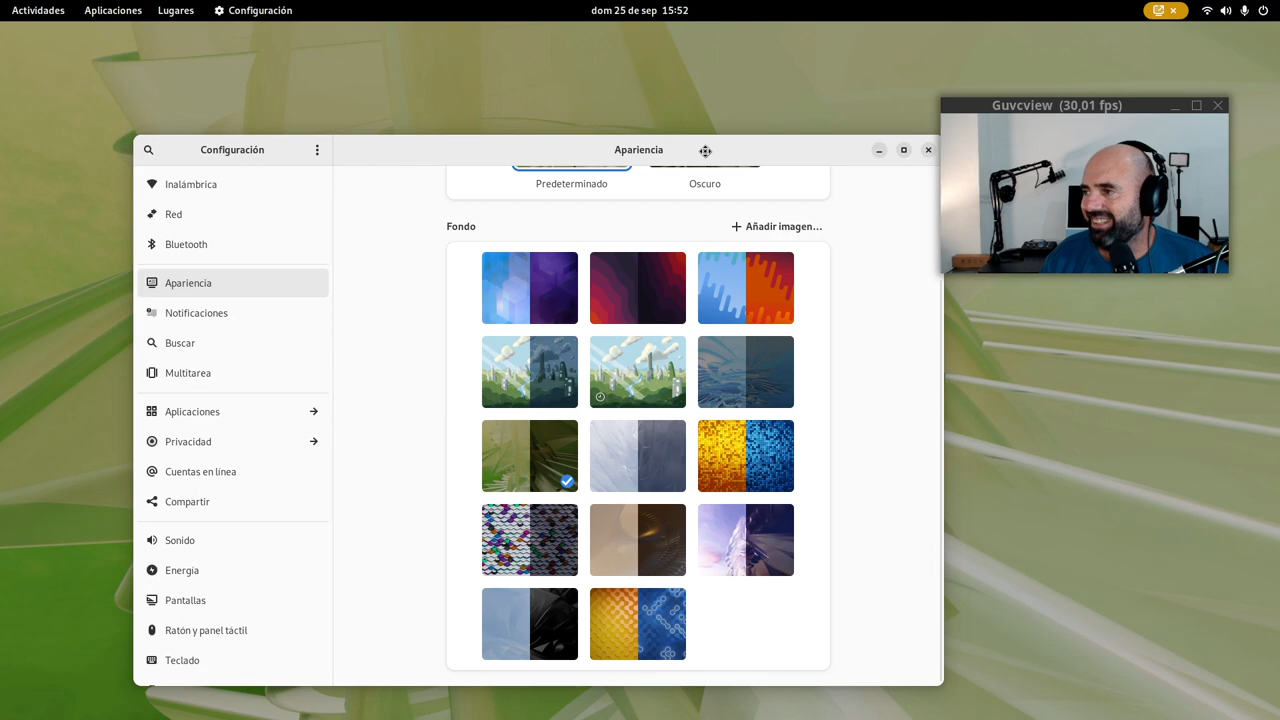 Actividades Aplicaciones Lugares Configuración dom 25 de sep 15:52
Guvcview (30,01 fps)
Configuración
Apariencia
Inalámbrica
Red
Bluetooth
Apariencia
Notificaciones
Buscar
Multitarea
Aplicaciones
Privacidad
Cuentas en línea
Compartir
Sonido
Energía
Pantallas
Ratón y panel táctil
Teclado
Predeterminado
Oscuro
Fondo
Añadir imagen…